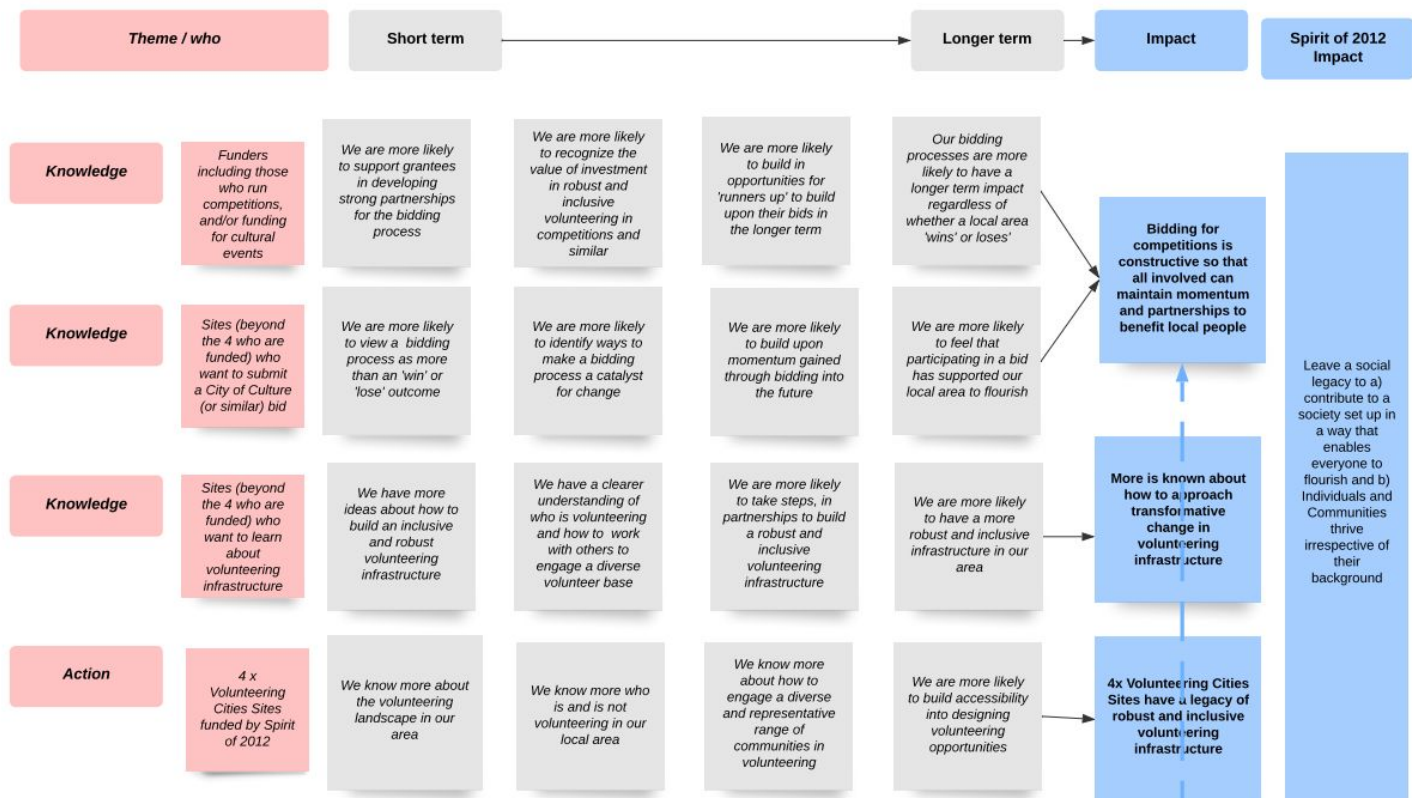 Theme / who
Short term
Longer term
Impact
Spirit of 2012
Impact
Knowledge
Funders
including those
who run
competitions,
and/or funding
for cultural
events
We are more likely
to support grantees
in developing
strong partnerships
for the bidding
process
We are more likely
to recognize the
value of investment
in robust and
inclusive
volunteering in
competitions and
similar
We are more likely
to build in
opportunities for
'runners up' to build
upon their bids in
the longer term
Our bidding
processes are more
likely to have a
longer term impact
regardless of
whether a local area
'wins' or loses'
Bidding for
competitions is
constructive so that
all involved can
maintain momentum
and partnerships to
benefit local people
Knowledge
Sites (beyond
the 4 who are
funded) who
want to submit
a City of Culture
(or similar) bid
We are more likely
to view a bidding
process as more
than an 'win' or
'lose' outcome
We are more likely
to identify ways to
make a bidding
process a catalyst
for change
We are more likely
to build upon
momentum gained
through bidding into
the future
We are more likely
to feel that
participating in a bid
has supported our
local area to flourish
Knowledge
Sites (beyond
the 4 who are
funded) who
want to learn
about
volunteering
infrastructure
We have more
ideas about how to
build an inclusive
and robust
volunteering
infrastructure
We have a clearer
understanding of
who is volunteering
and how to work
with others to
engage a diverse
volunteer base
We are more likely
to take steps, in
partnerships to build
a robust and
inclusive
volunteering
infrastructure
We are more likely
to have a more
robust and inclusive
infrastructure in our
area
More is known about
how to approach
transformative
change in
volunteering
infrastructure
Action
4 x
Volunteering
Cities Sites
funded by Spirit
of 2012
We know more about
the volunteering
landscape in our
area
We know more who
is and is not
volunteering in our
local area
We know more
about how to
engage a diverse
and representative
range of
communities in
volunteering
We are more likely
to build accessibility
into designing
volunteering
opportunities
4x Volunteering Cities
Sites have a legacy of
robust and inclusive
volunteering
infrastructure
Leave a social
legacy to a)
contribute to a
society set up in
a way that
enables
everyone to
flourish and b)
Individuals and
Communities
thrive
irrespective of
their
background